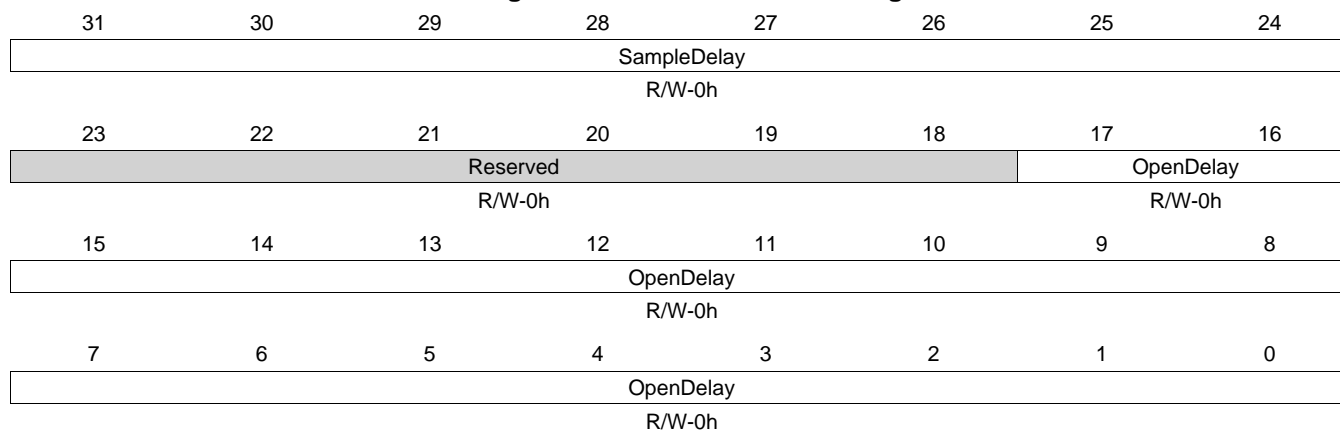 31 30 29 28 27 26 25 24
SampleDelay
R/W-0h
23 22 21 20 19 18 17 16
Reserved OpenDelay
R/W-0h R/W-0h
15 14 13 12 11 10 9 8
OpenDelay
R/W-0h
7 6 5 4 3 2 1 0
OpenDelay
R/W-0h